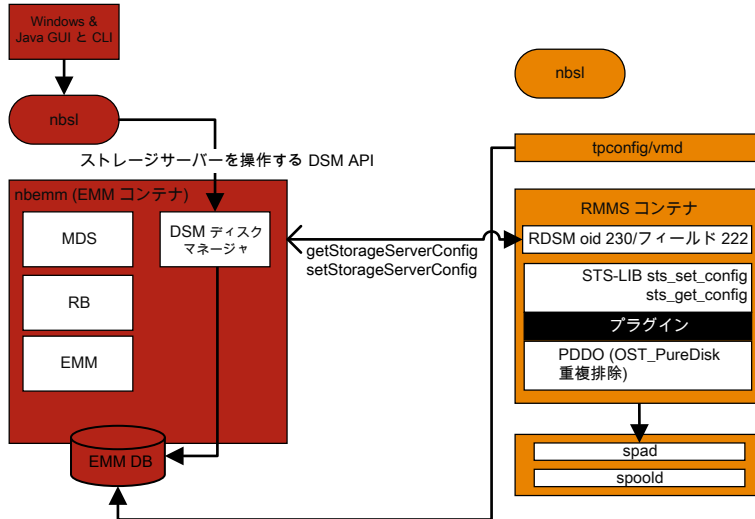 Windows &
Java GUI と CLI
nbsl
nbsl
ストレージサーバーを操作する DSM API
tpconfig/vmd
nbemm (EMM コンテナ)
MDS
RB
EMM
DSM ディスク
マネージャ
EMM DB
getStorageServerConfig
setStorageServerConfig
RMMS コンテナ
RDSM oid 230/フィールド 222
STS-LIB sts_set_config
sts_get_config
プラグイン
PDDO (OST_PureDisk
重複排除)
spad
spoold